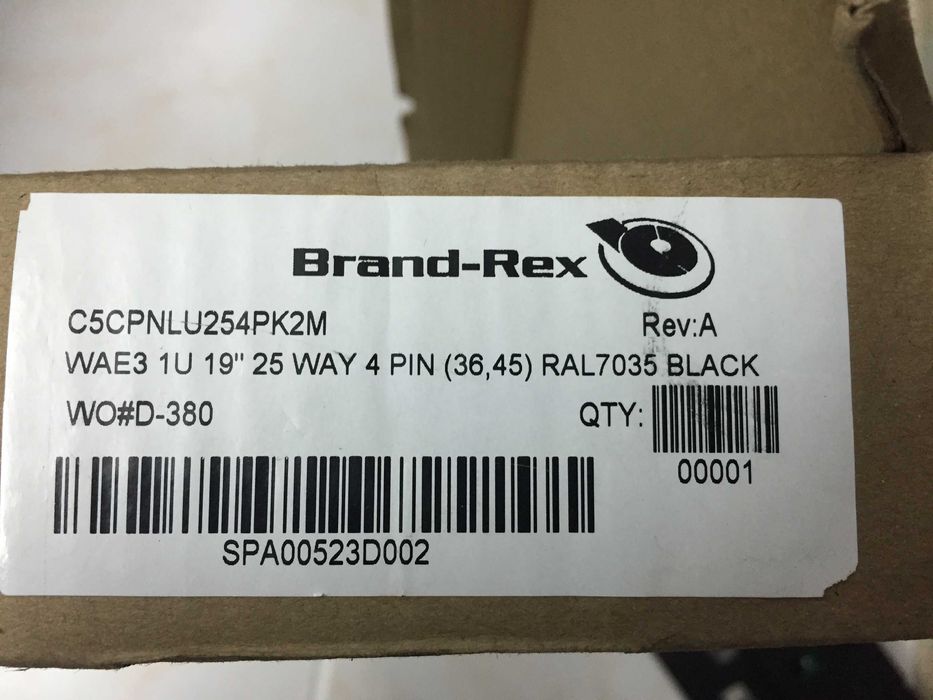 Brand-Rex
C5CPNLU254PK2M Rev:A
WAE3 1U 19" 25 WAY 4 PIN (36,45) RAL7035 BLACK
WO#D-380 QTY:
00001
SPA00523D002